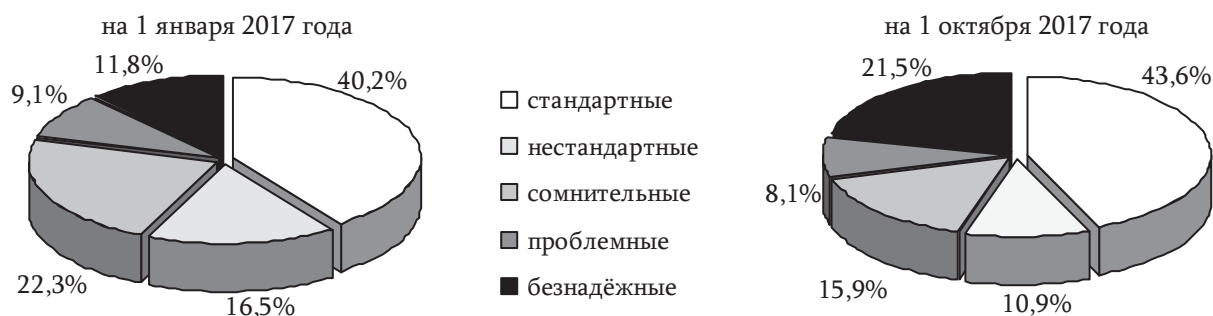 на 1 января 2017 года
11,8%
40,2%
9,1%
22,3%
16,5%
стандартные
нестандартные
сомнительные
проблемные
безнадёжные
на 1 октября 2017 года
21,5%
43,6%
8,1%
15,9%
10,9%